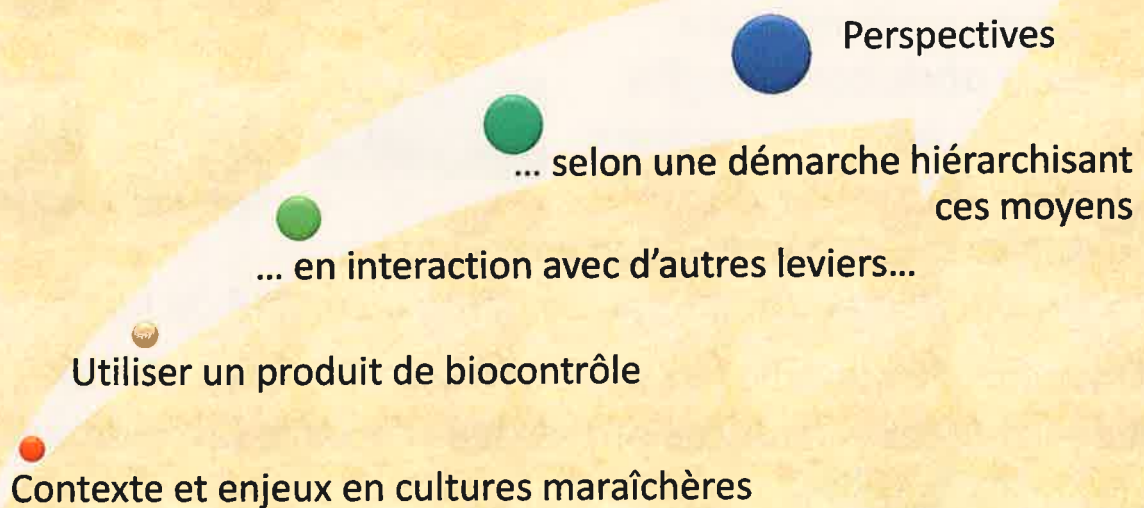 Perspectives
... selon une démarche hiérarchisant
ces moyens
... en interaction avec d'autres leviers...
Utiliser un produit de biocontrôle
Contexte et enjeux en cultures maraîchères